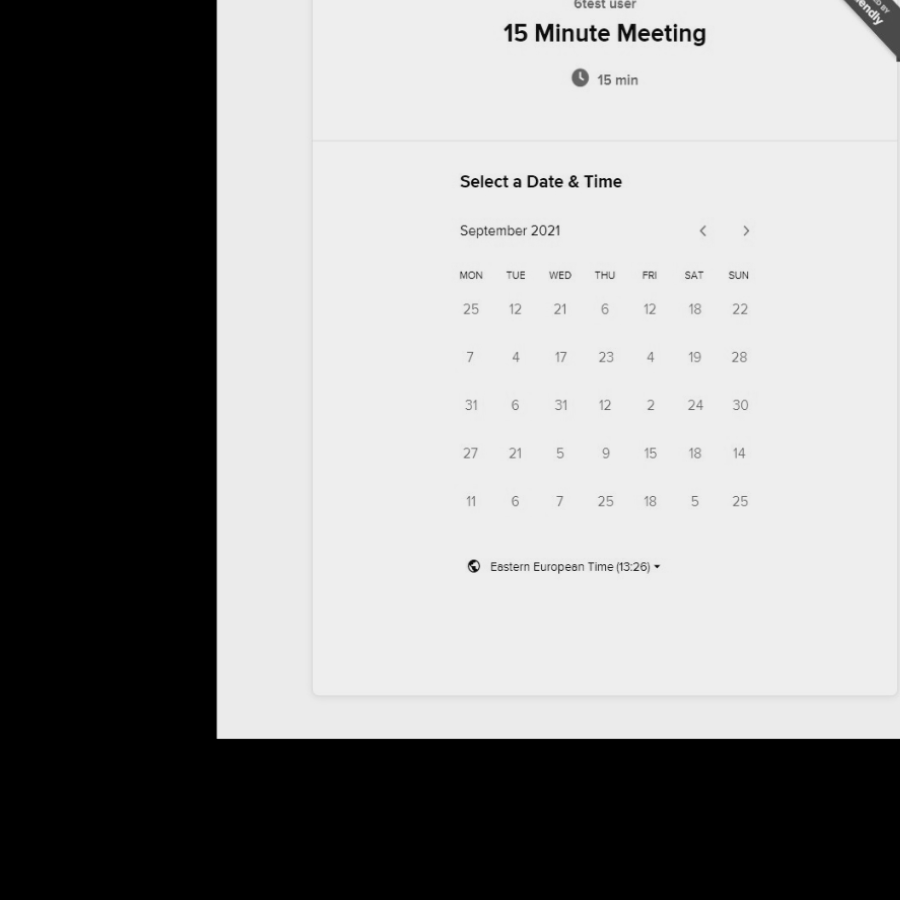 6test user
15 Minute Meeting
15 min
Select a Date & Time
September 2021
MON TUE WED THU FRI SAT SUN
25 12 21 6 12 18 22
7 4 17 23 4 19 28
31 6 31 12 2 24 30
27 21 5 9 15 18 14
11 6 7 25 18 5 25
Eastern European Time (13:26)